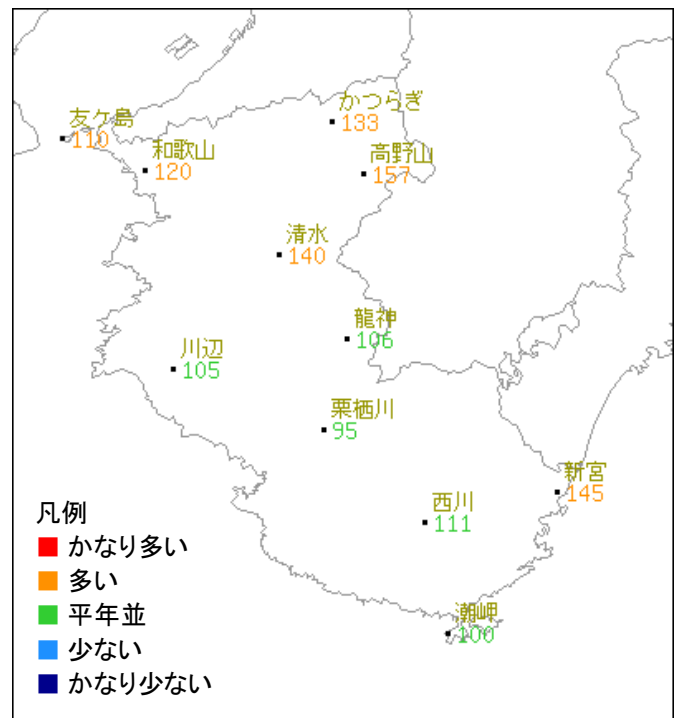 友ケ島
110
和歌山
120
かつらぎ
133
高野山
157
清水
140
龍神
106
川辺
105
栗栖川
95
新宮
145
西川
111
潮岬
100
凡例
かなり多い
多い
平年並
少ない
かなり少ない